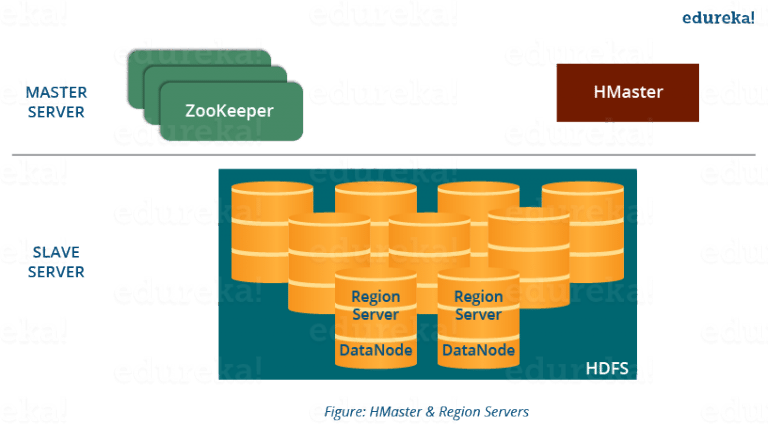 edureka!
MASTER
SERVER
ZooKeeper
HMaster
SLAVE
SERVER
Region
Server
DataNode
Region
Server
DataNode
HDFS
Figure: HMaster & Region Servers